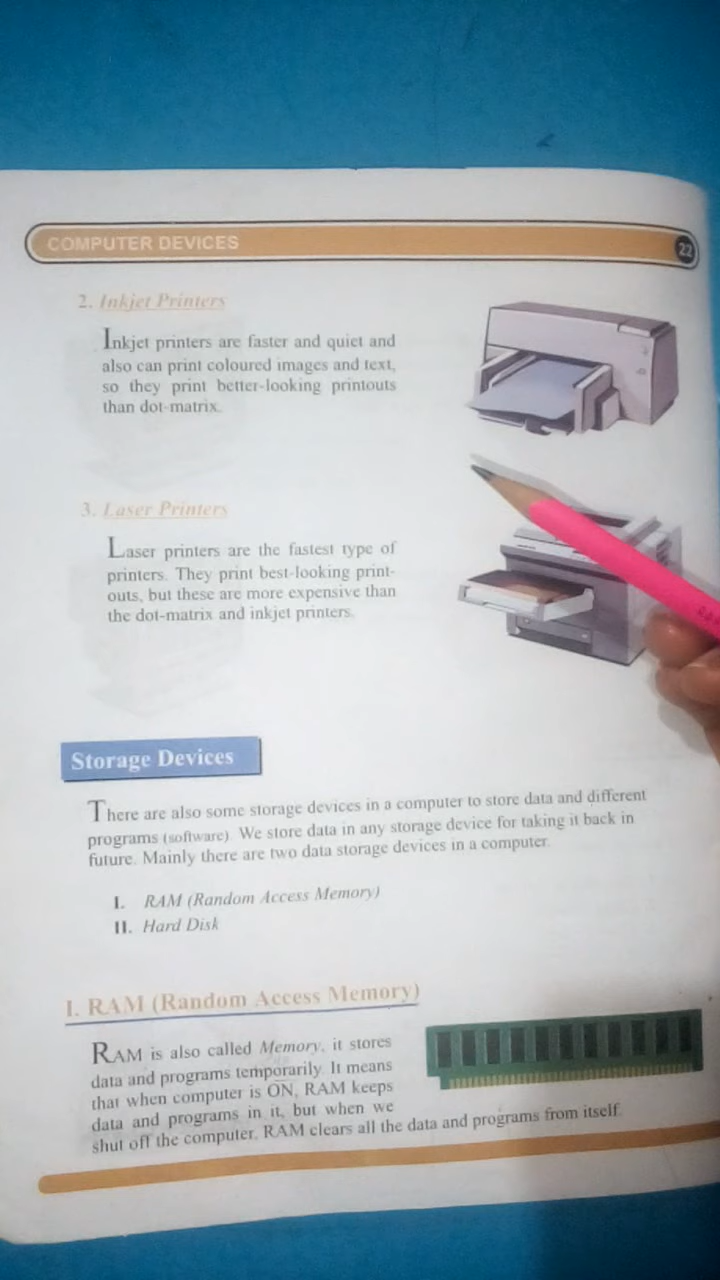 COMPUTER DEVICES
22
2. Inkjet Printers
Inkjet printers are faster and quiet and
also can print coloured images and text,
so they print better-looking printouts
than dot-matrix.
3. Laser Printers
Laser printers are the fastest type of
printers. They print best-looking print-
outs, but these are more expensive than
the dot-matrix and inkjet printers.
Storage Devices
There are also some storage devices in a computer to store data and different
programs (software). We store data in any storage device for taking it back in
future. Mainly there are two data storage devices in a computer.
I. RAM (Random Access Memory)
II. Hard Disk
I. RAM (Random Access Memory)
RAM is also called Memory, it stores
data and programs temporarily. It means
that when computer is ON, RAM keeps
data and programs in it, but when we
shut off the computer, RAM clears all the data and programs from itself.